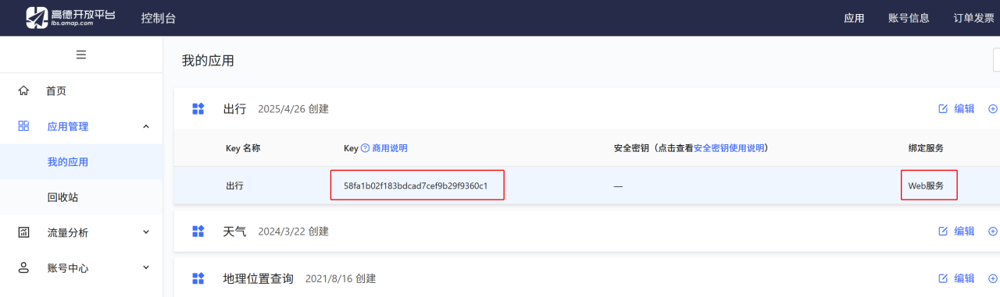 高德开放平台 控制台 应用 账号信息 订单发票
lbs.amap.com
我的应用
首页
出行 2025/4/26 创建 编辑
应用管理
Key 名称 Key ? 商用说明 安全密钥（点击查看安全密钥使用说明） 绑定服务
我的应用
出行 58fa1b02f183bdcad7cef9b29f9360c1 — Web服务
回收站
流量分析
天气 2024/3/22 创建 编辑
账号中心
地理位置查询 2021/8/16 创建 编辑